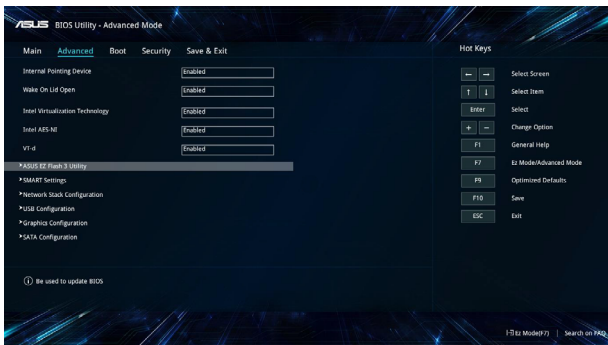 ASUS BIOS Utility - Advanced Mode
Main Advanced Boot Security Save & Exit
Hot Keys
Internal Pointing Device Enabled
Wake On Lid Open Enabled
Intel Virtualization Technology Enabled
Intel AES-NI Enabled
VT-d Enabled
ASUS EZ Flash 3 Utility
SMART Settings
Network Stack Configuration
USB Configuration
Graphics Configuration
SATA Configuration
← → Select Screen
↑ ↓ Select Item
Enter Select
+ − Change Option
F1 General Help
F7 Ez Mode/Advanced Mode
F9 Optimized Defaults
F10 Save
ESC Exit
Be used to update BIOS
Ez Mode(F7) | Search on FAQ